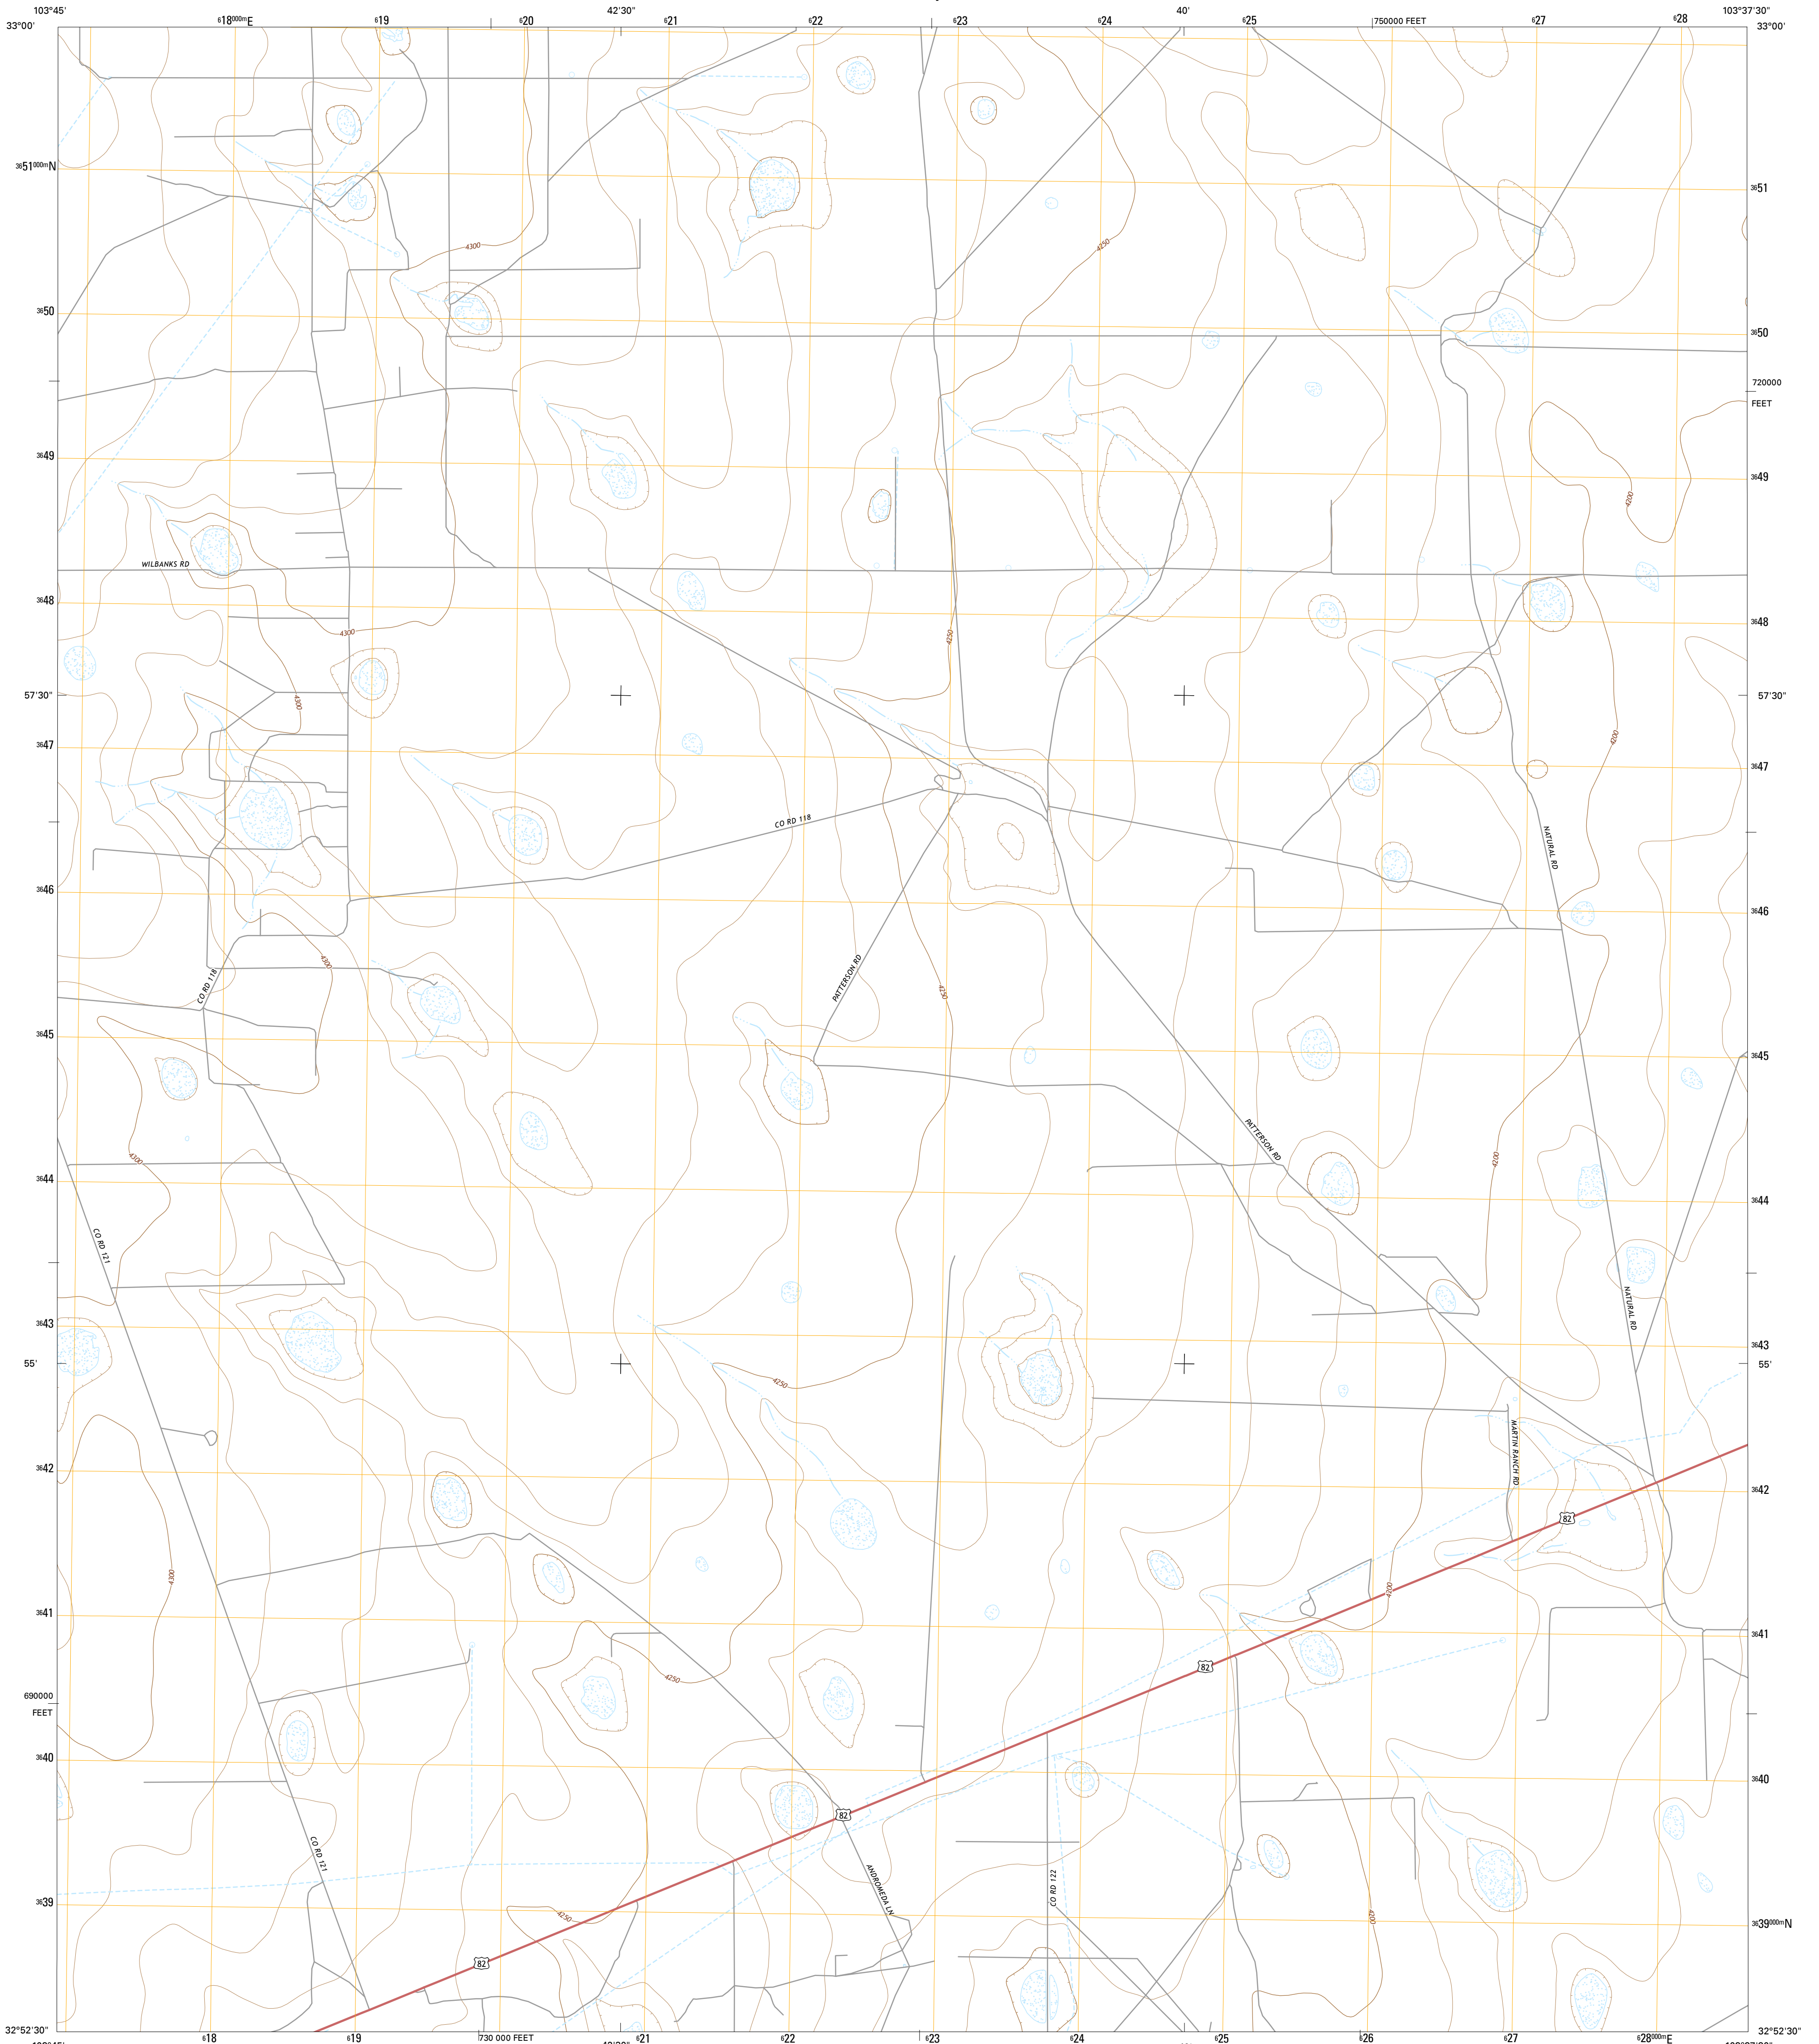 103°45' 618000mE 619 620 42'30" 621 622 623 624 40' 625 750000 FEET 627 628 103°37'30"
33°00' 33°00'
3651000mN 3651
4300 4250
3650 3650
720000
FEET
3649 3649
4200
WILBANKS RD
3648 3648
4300 4250
57'30" 57'30"
4300
4200
3647 3647
CO RD 118
NATURAL RD
3646 3646
4300
PATTERSON RD
CO RD 118
4250
3645 3645
PATTERSON RD
4300 4200
3644 3644
CO RD 121
NATURAL RD
3643 3643
55' 55'
4250
MARTIN RANCH RD
3642 3642
82
4300
4200
3641 3641
82
4250
690000
FEET
3640 3640
82
CO RD 121
ANDROMEDA LN
CO RD 122
3639 3639000mN
4250 4200
82
32°52'30" 32°52'30"
618 619 730 000 FEET 621 622 623 624 625 626 627 628000mE